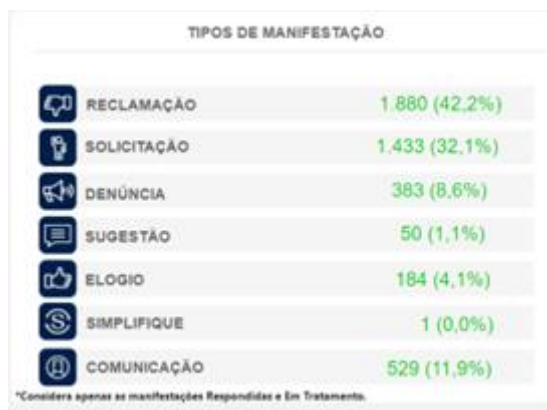 TIPOS DE MANIFESTAÇÃO
RECLAMAÇÃO 1.880 (42,2%)
SOLICITAÇÃO 1.433 (32,1%)
DENÚNCIA 383 (8,6%)
SUGESTÃO 50 (1,1%)
ELOGIO 184 (4,1%)
SIMPLIFIQUE 1 (0,0%)
COMUNICAÇÃO 529 (11,9%)
*Considera apenas as manifestações Respondidas e Em Tratamento.